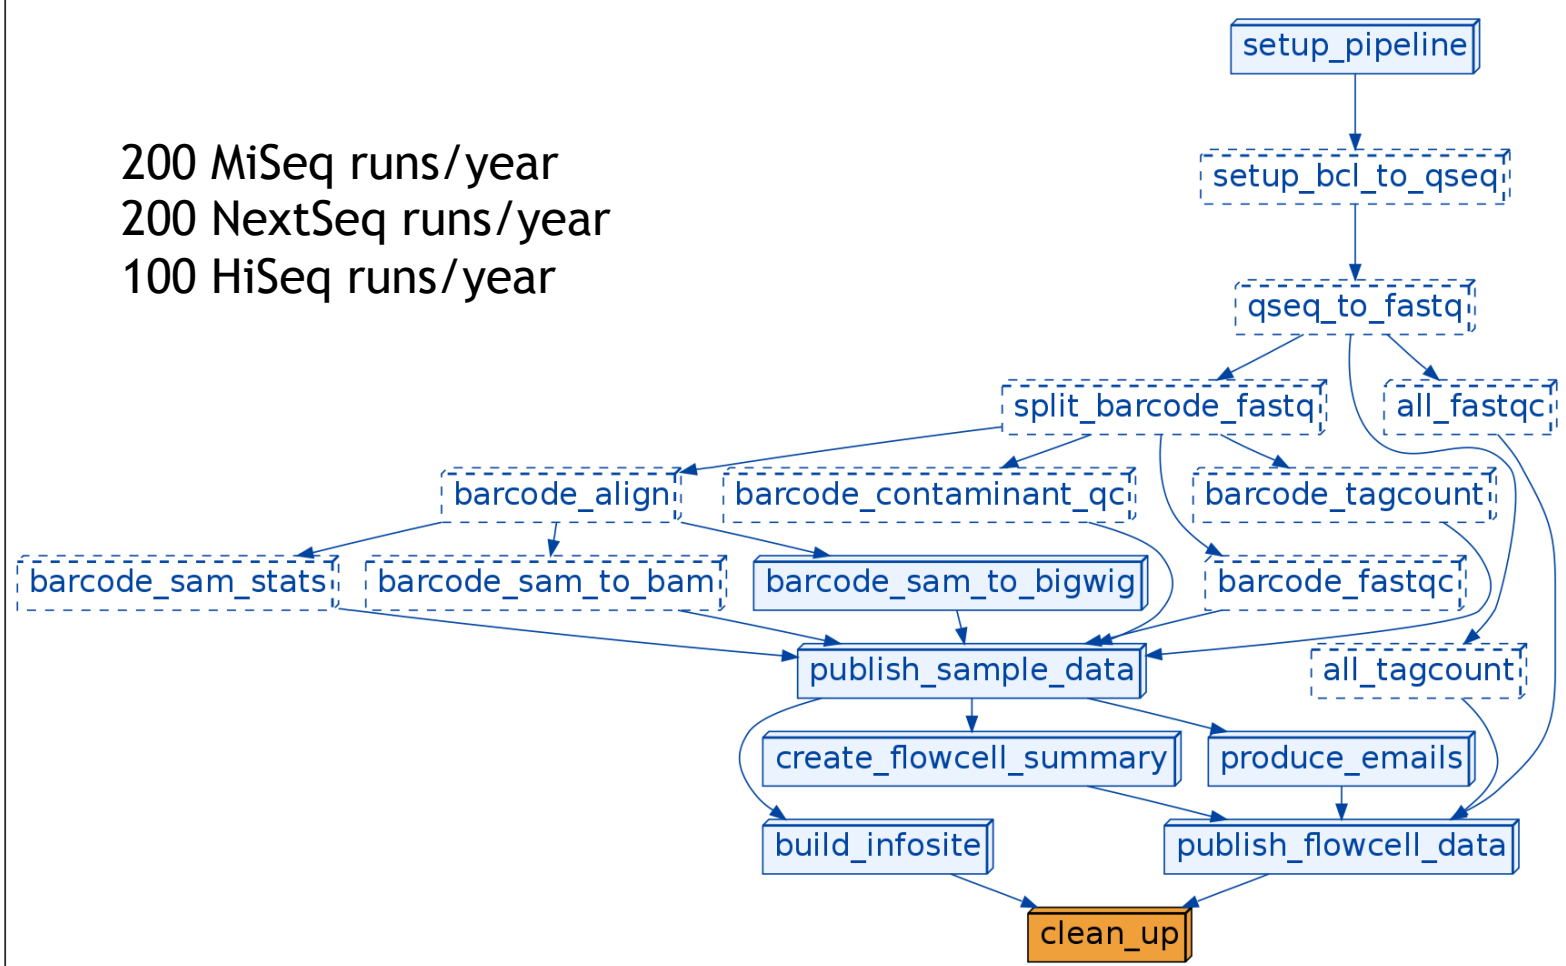 setup_pipeline
200 MiSeq runs/year
setup_bcl_to_qseq
200 NextSeq runs/year
100 HiSeq runs/year
qseq_to_fastq
split_barcode_fastq
all_fastqc
barcode_align
barcode_contaminant_qc
barcode_tagcount
barcode_sam_stats
barcode_sam_to_bam
barcode_sam_to_bigwig
barcode_fastqc
publish_sample_data
all_tagcount
create_flowcell_summary
produce_emails
build_infosite
publish_flowcell_data
clean_up